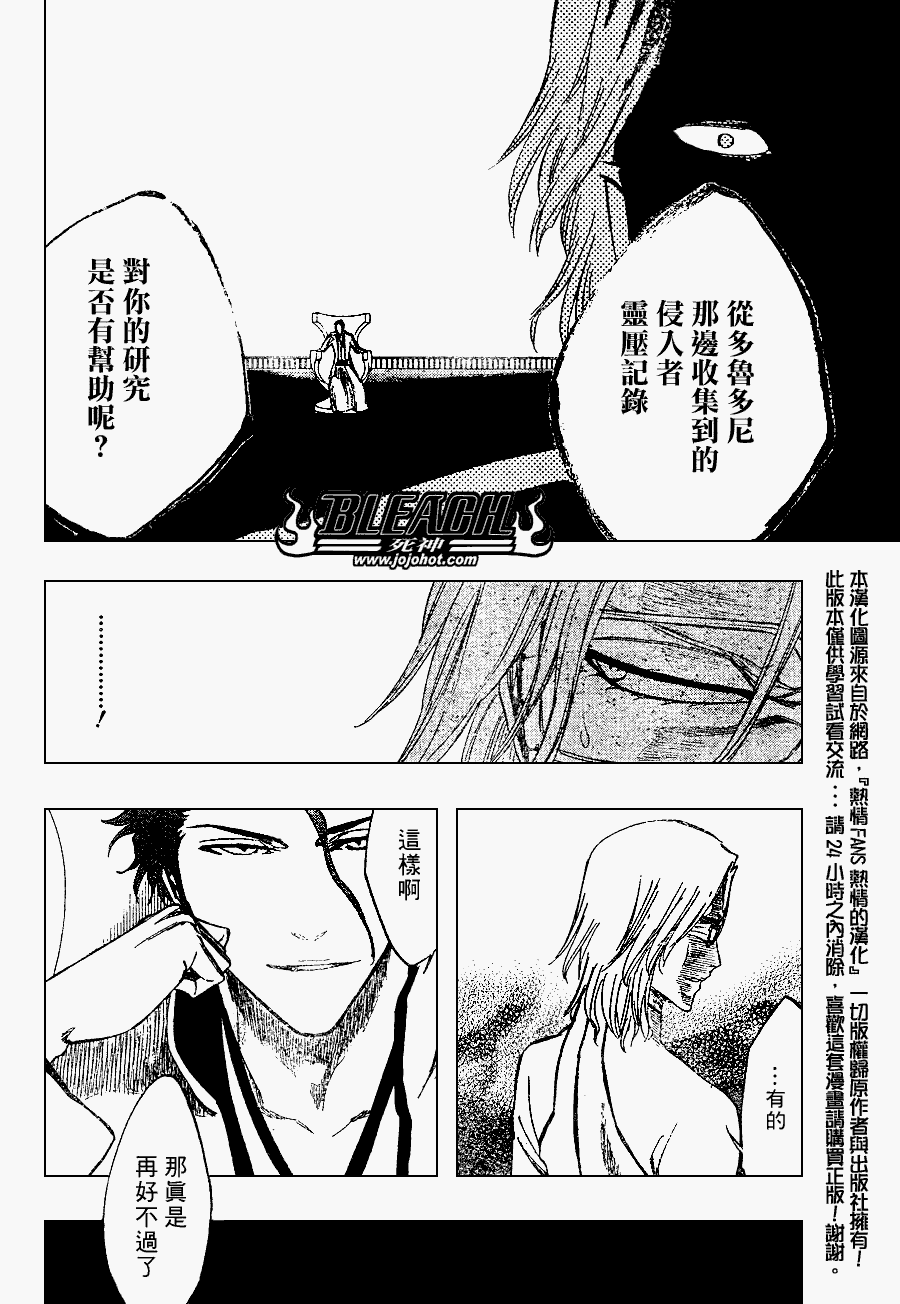 從多魯多尼
那邊收集到的
侵入者
靈壓記錄
對你的研究
是否有幫助呢？
BLEACH
死神
www.jojohot.com
………！
…有的
這樣啊
那眞是
再好不過了
本漢化圖源來自於網路，『熱情FANS 熱情的漢化』一切版權歸原作者與出版社擁有！
此版本僅供學習試看交流… 請 24 小時之內消除，喜歡這套漫畫請購買正版！謝謝。